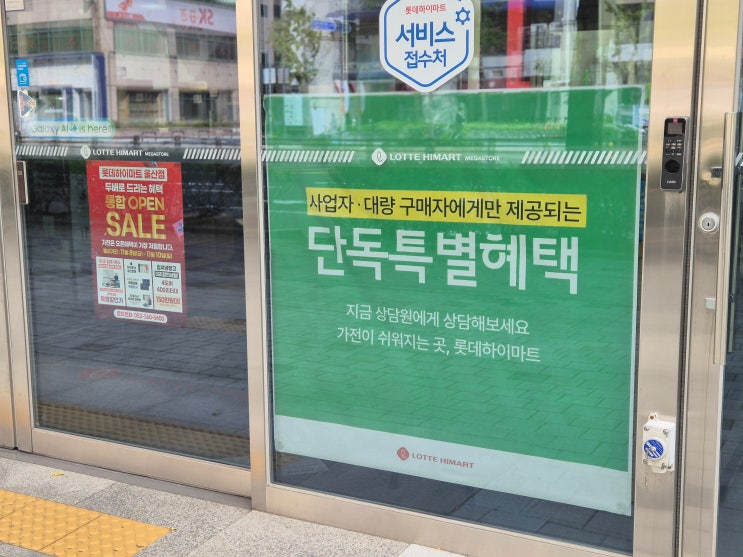 롯데하이마트
서비스
접수처
Galaxy AI is here
LOTTE HIMART MEGASTORE
롯데하이마트 울산점
두배로 드리는 혜택
통합 OPEN
SALE
LOTTE HIMART MEGASTORE
사업자·대량 구매자에게만 제공되는
단독특별혜택
지금 상담원에게 상담해보세요
가전이 쉬워지는 곳, 롯데하이마트
LOTTE HIMART